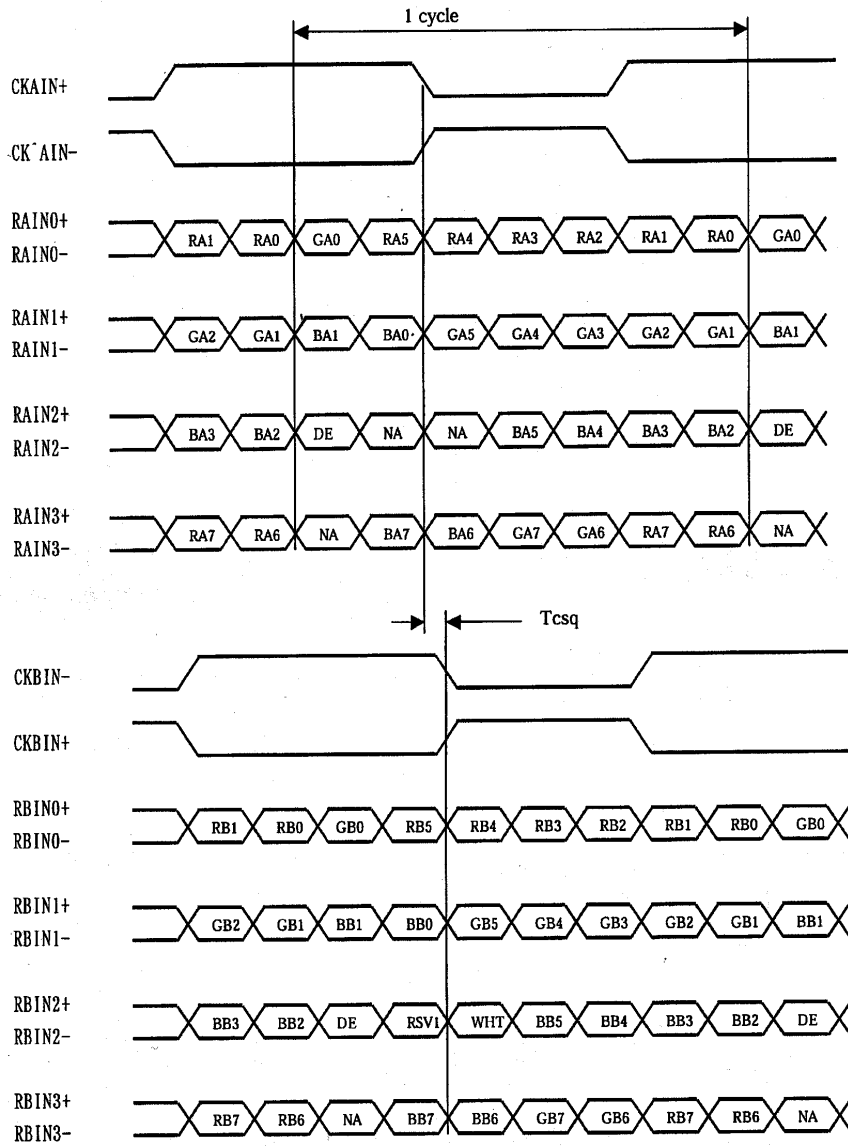 1 cycle
CKAIN+
CK^AIN-
RAIN0+
RA1 RA0 GA0 RA5 RA4 RA3 RA2 RA1 RA0 GA0
RAIN0-
RAIN1+
GA2 GA1 BA1 BA0 GA5 GA4 GA3 GA2 GA1 BA1
RAIN1-
RAIN2+
BA3 BA2 DE NA NA BA5 BA4 BA3 BA2 DE
RAIN2-
RAIN3+
RA7 RA6 NA BA7 BA6 GA7 GA6 RA7 RA6 NA
RAIN3-
Tcsq
CKBIN-
CKBIN+
RBIN0+
RB1 RB0 GB0 RB5 RB4 RB3 RB2 RB1 RB0 GB0
RBIN0-
RBIN1+
GB2 GB1 BB1 BB0 GB5 GB4 GB3 GB2 GB1 BB1
RBIN1-
RBIN2+
BB3 BB2 DE RSV1 WHT BB5 BB4 BB3 BB2 DE
RBIN2-
RBIN3+
RB7 RB6 NA BB7 BB6 GB7 GB6 RB7 RB6 NA
RBIN3-